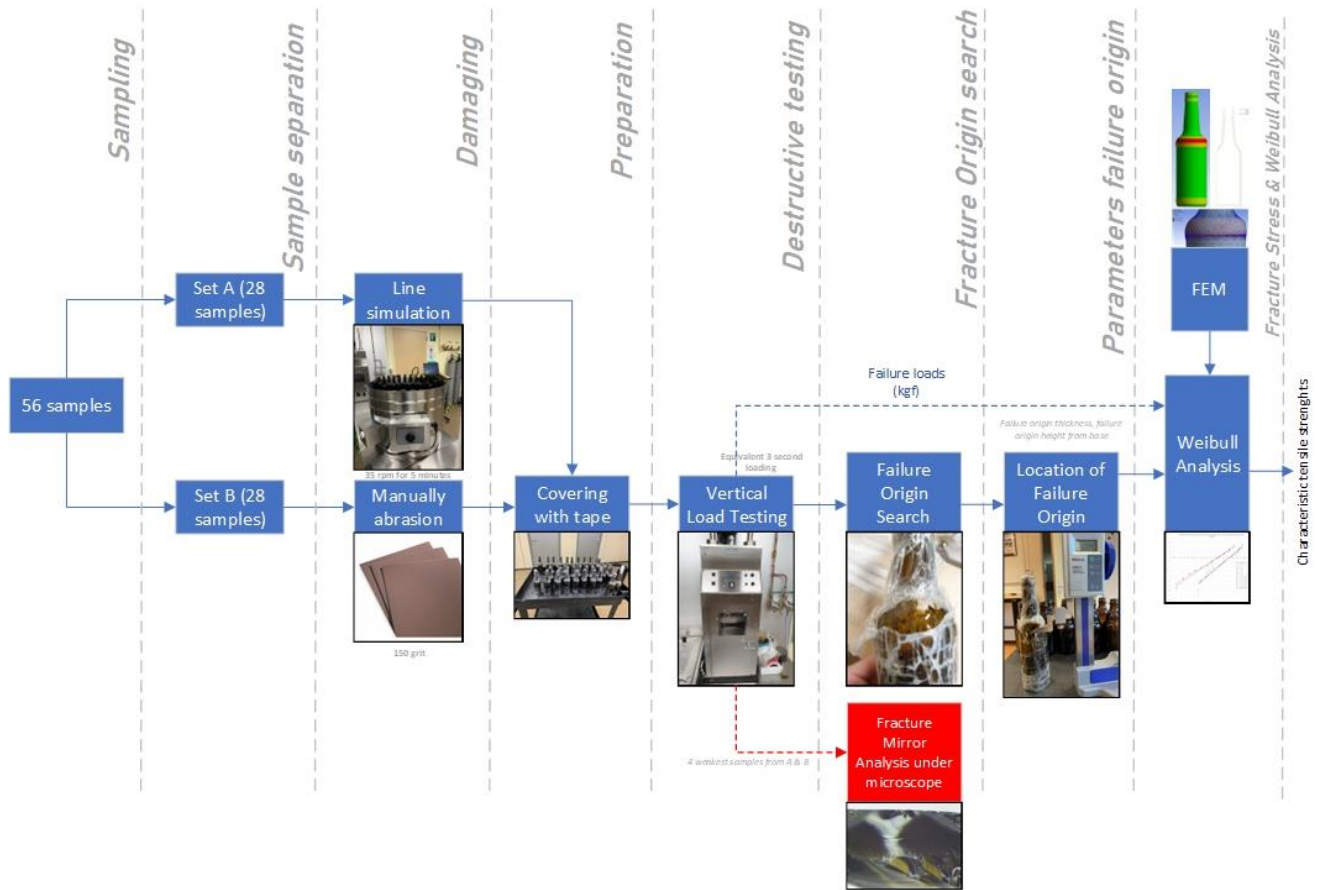 Sampling
Sample separation
Damaging
Preparation
Destructive testing
Fracture Origin search
Parameters failure origin
Fracture Stress & Weibull Analysis
56 samples
Set A (28
samples)
Set B (28
samples)
Line
simulation
35 rpm for 5 minutes
Manually
abrasion
150 grit
Covering
with tape
Equivalent 3 second
loading
Vertical
Load Testing
Failure loads
(kgf)
4 weakest samples from A & B
Failure
Origin
Search
Fracture
Mirror
Analysis under
microscope
Failure origin thickness, failure
origin height from base
Location of
Failure
Origin
FEM
Weibull
Analysis
Characteristic tensile strenghts